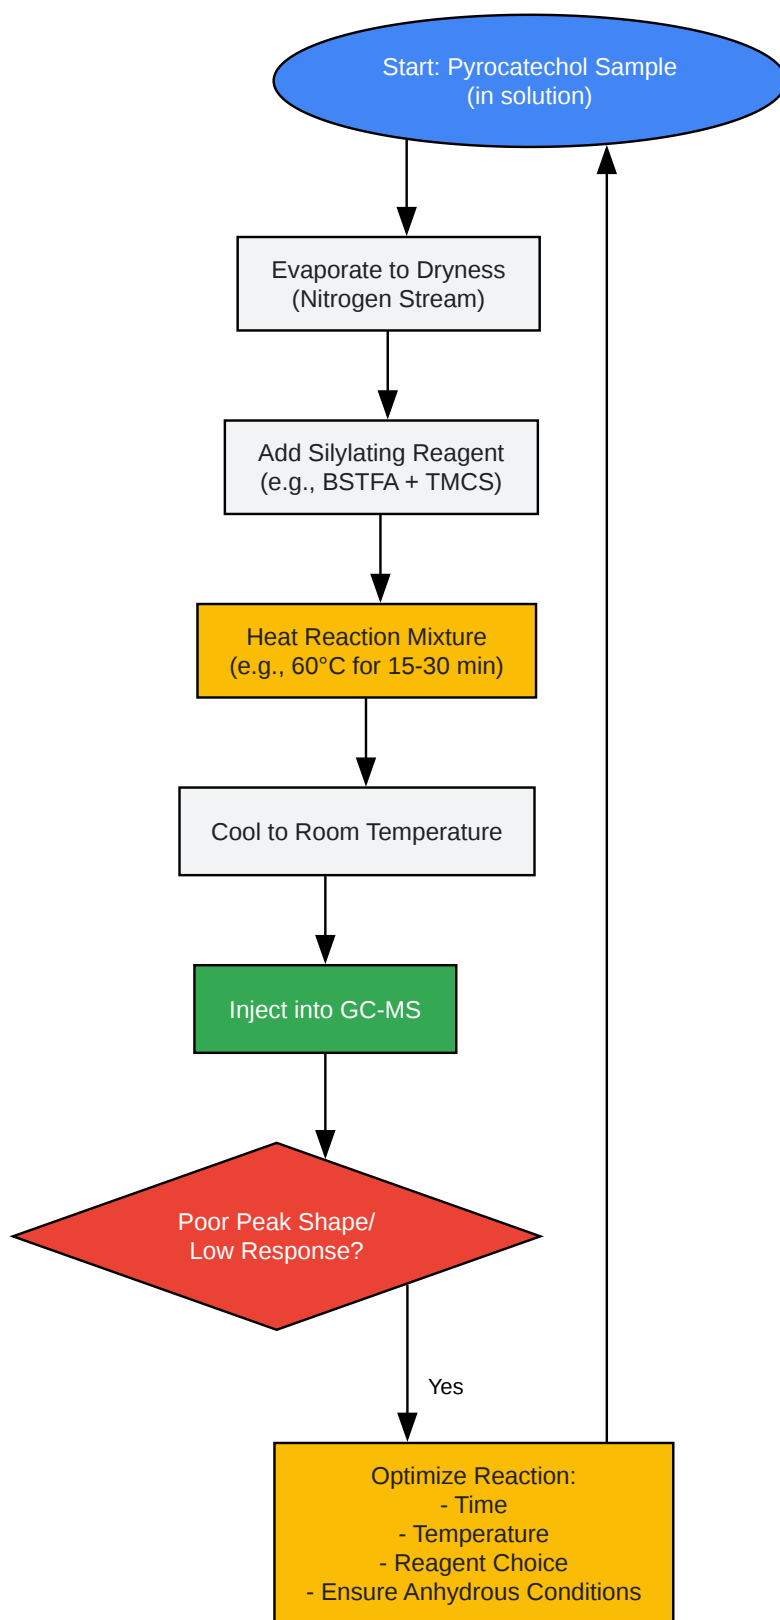 Start: Pyrocatechol Sample
(in solution)
Evaporate to Dryness
(Nitrogen Stream)
Add Silylating Reagent
(e.g., BSTFA + TMCS)
Heat Reaction Mixture
(e.g., 60°C for 15-30 min)
Cool to Room Temperature
Inject into GC-MS
Poor Peak Shape/
Low Response?
Yes
Optimize Reaction:
- Time
- Temperature
- Reagent Choice
- Ensure Anhydrous Conditions